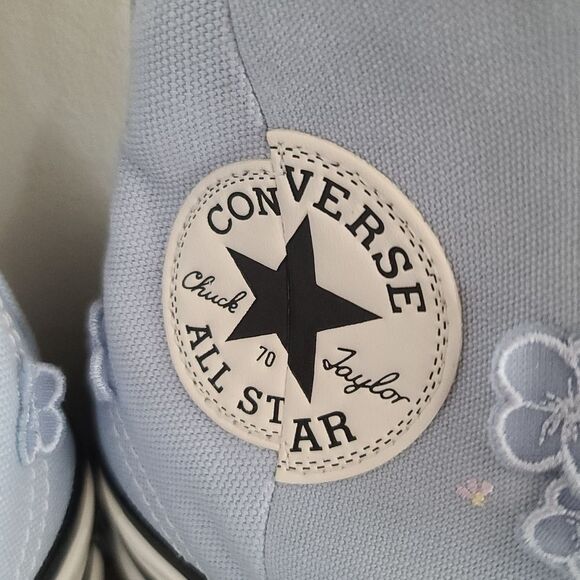 CONVERSE
Chuck Taylor
70
ALL STAR